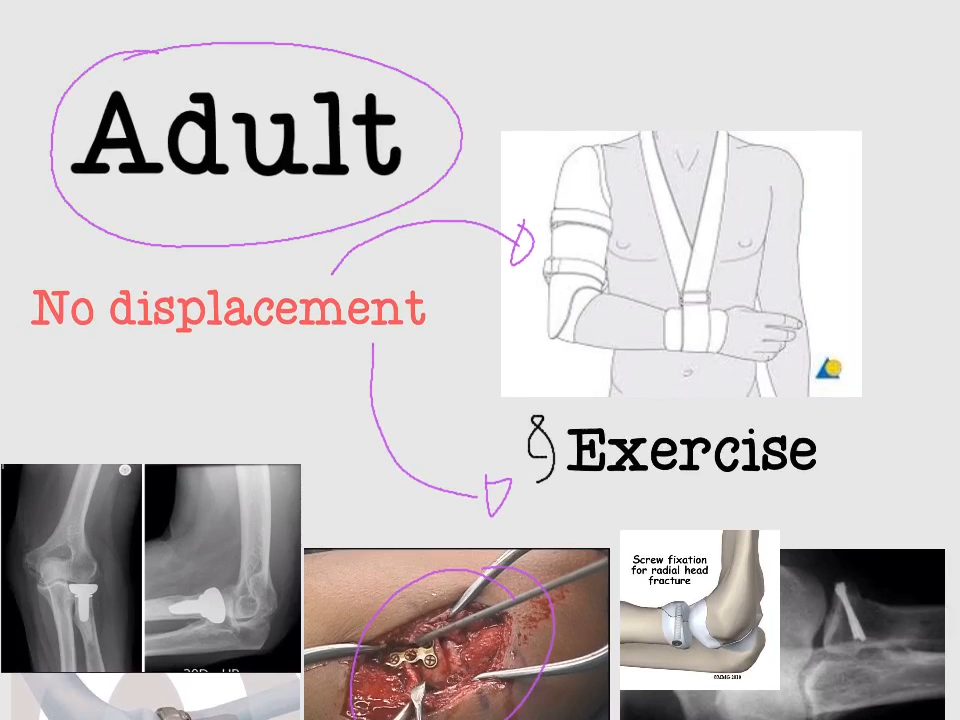 Adult
No displacement
& Exercise
Screw fixation
for radial head
fracture